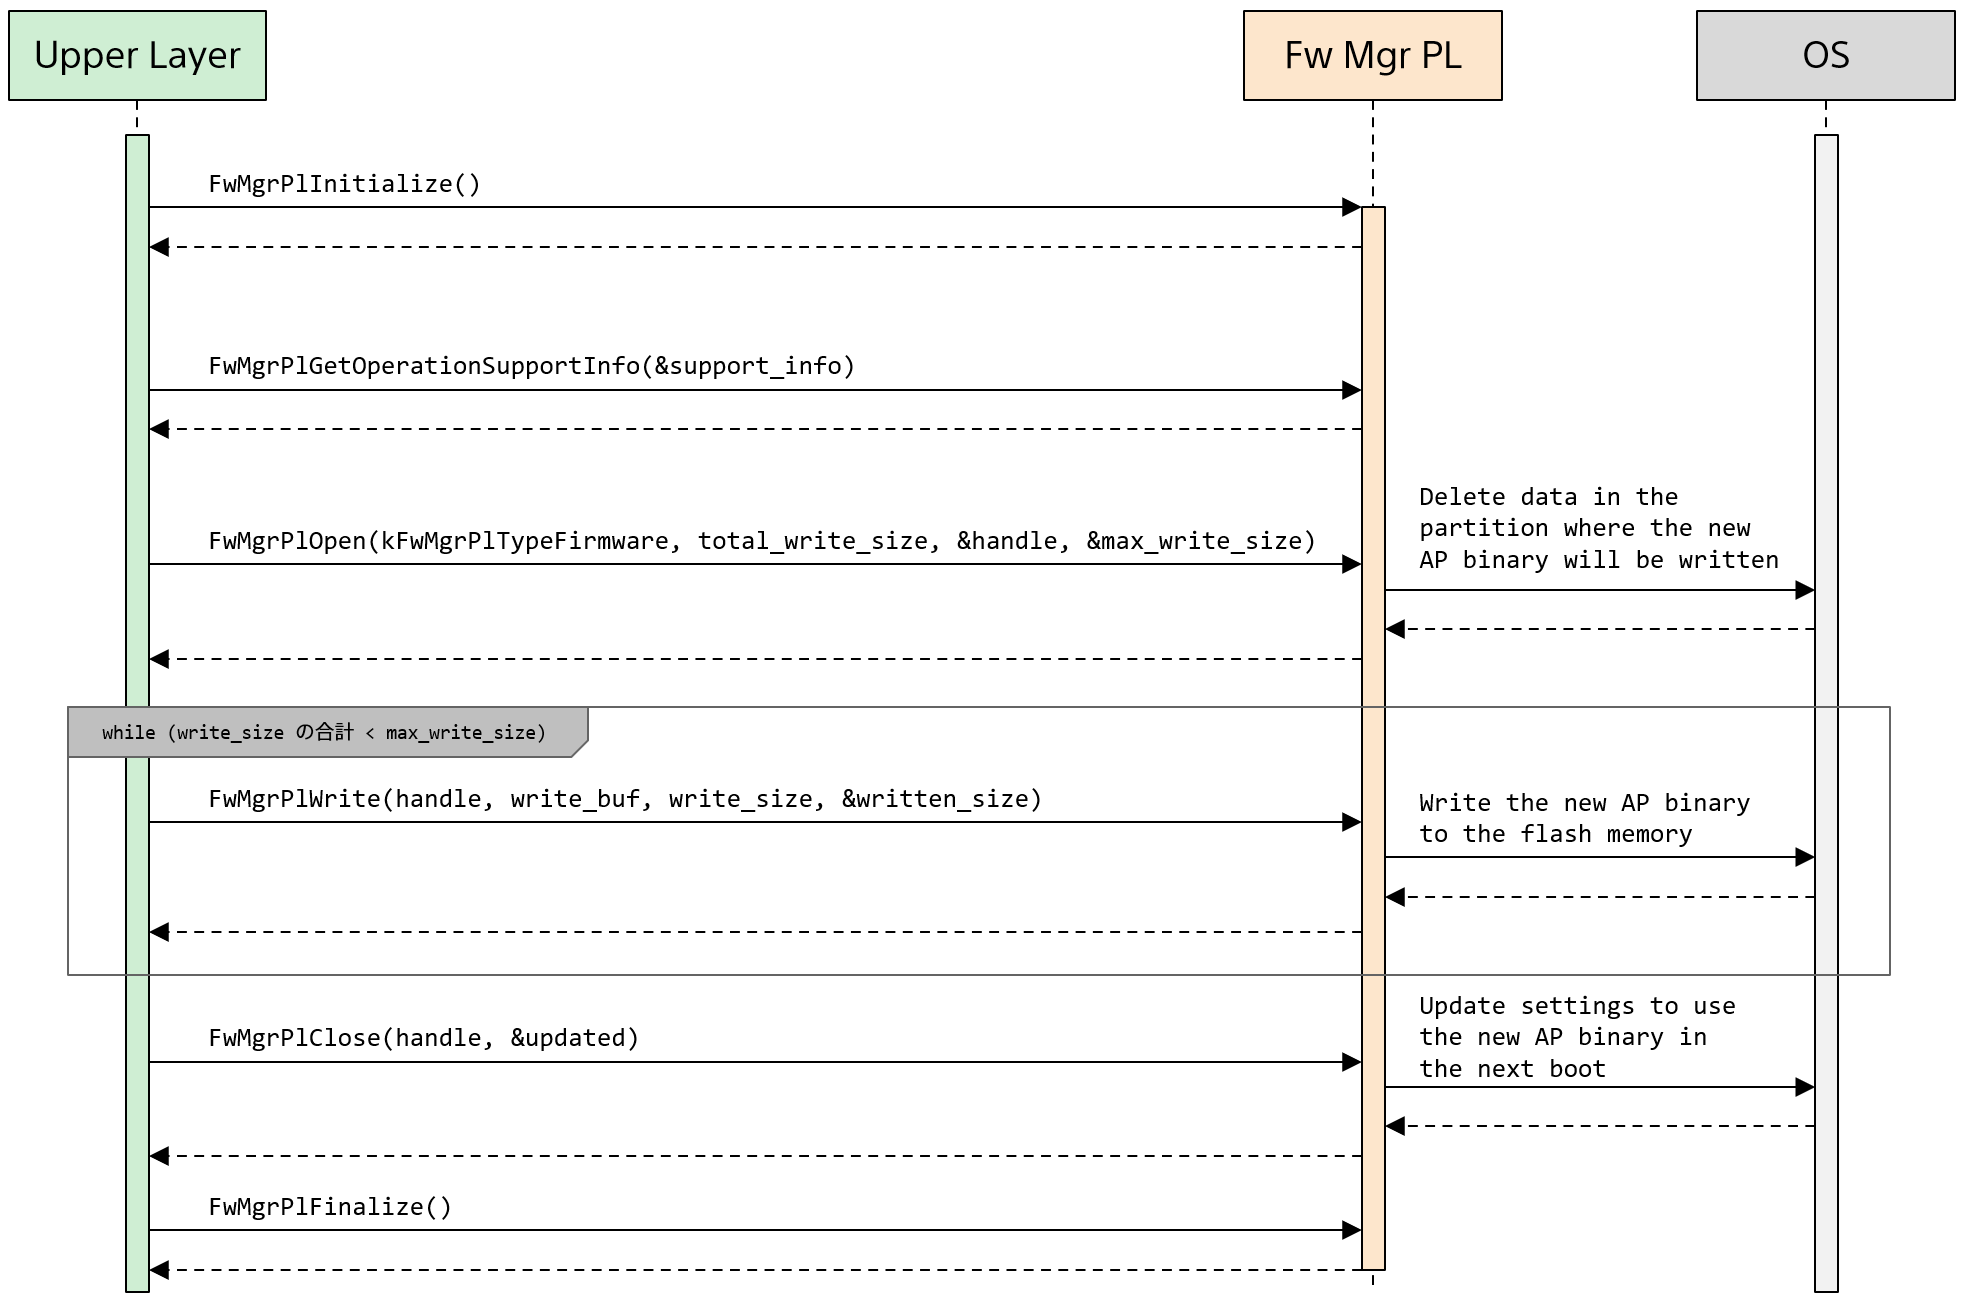 Upper Layer
Fw Mgr PL
OS
FwMgrPlInitialize()
FwMgrPlGetOperationSupportInfo(&support_info)
FwMgrPlOpen(kFwMgrPlTypeFirmware, total_write_size, &handle, &max_write_size)
Delete data in the
partition where the new
AP binary will be written
while (write_size の合計 < max_write_size)
FwMgrPlWrite(handle, write_buf, write_size, &written_size)
Write the new AP binary
to the flash memory
FwMgrPlClose(handle, &updated)
Update settings to use
the new AP binary in
the next boot
FwMgrPlFinalize()